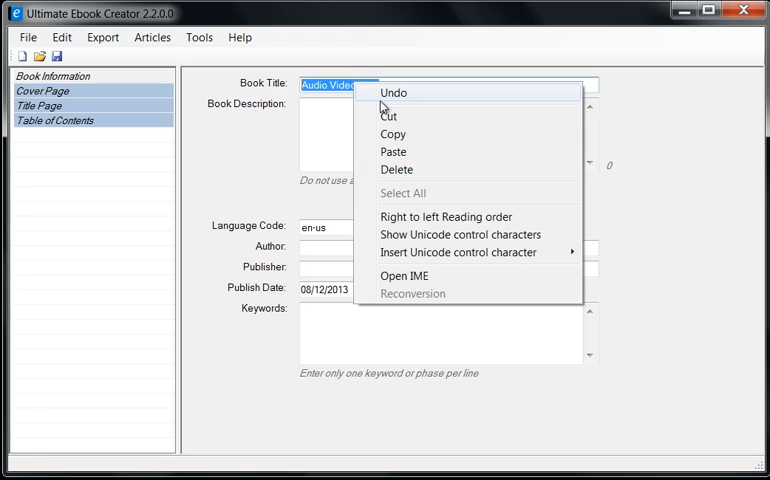 Ultimate Ebook Creator 2.2.0.0
File Edit Export Articles Tools Help
Book Information
Cover Page
Title Page
Table of Contents
Book Title: Audio Video
Undo
Book Description:
Cut
Copy
Paste
0
Delete
Do not use a
Select All
Right to left Reading order
Language Code: en-us
Show Unicode control characters
Author:
Insert Unicode control character
Publisher:
Open IME
Publish Date: 08/12/2013
Reconversion
Keywords:
Enter only one keyword or phase per line